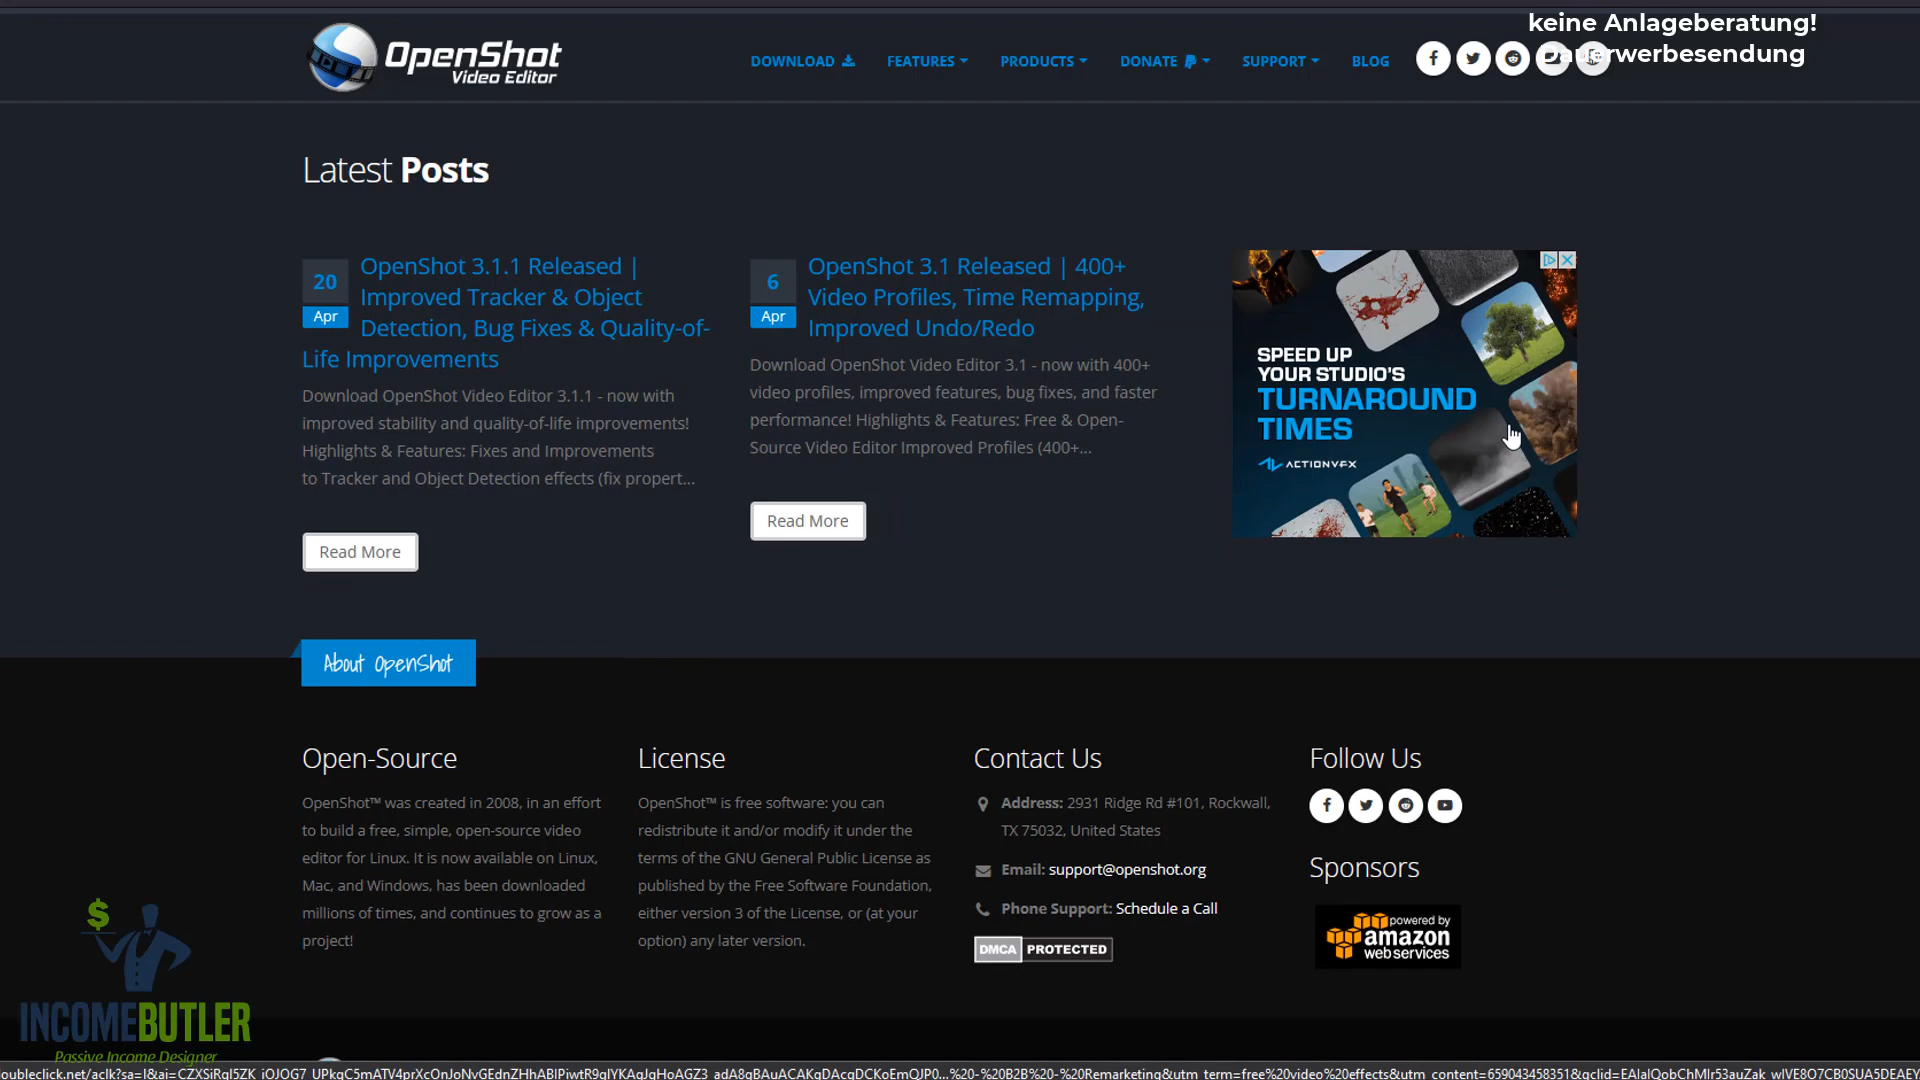 keine Anlageberatung!
Dauerwerbesendung
OpenShot
Video Editor
DOWNLOAD
FEATURES
PRODUCTS
DONATE
SUPPORT
BLOG
Latest Posts
20
Apr
OpenShot 3.1.1 Released |
Improved Tracker & Object
Detection, Bug Fixes & Quality-of-
Life Improvements
Download OpenShot Video Editor 3.1.1 - now with
improved stability and quality-of-life improvements!
Highlights & Features: Fixes and Improvements
to Tracker and Object Detection effects (fix propert...
Read More
6
Apr
OpenShot 3.1 Released | 400+
Video Profiles, Time Remapping,
Improved Undo/Redo
Download OpenShot Video Editor 3.1 - now with 400+
video profiles, improved features, bug fixes, and faster
performance! Highlights & Features: Free & Open-
Source Video Editor Improved Profiles (400+...
Read More
SPEED UP
YOUR STUDIO'S
TURNAROUND
TIMES
ACTIONVFX
About OpenShot
Open-Source
OpenShot™ was created in 2008, in an effort
to build a free, simple, open-source video
editor for Linux. It is now available on Linux,
Mac, and Windows, has been downloaded
millions of times, and continues to grow as a
project!
License
OpenShot™ is free software: you can
redistribute it and/or modify it under the
terms of the GNU General Public License as
published by the Free Software Foundation,
either version 3 of the License, or (at your
option) any later version.
Contact Us
Address: 2931 Ridge Rd #101, Rockwall,
TX 75032, United States
Email: support@openshot.org
Phone Support: Schedule a Call
DMCA PROTECTED
Follow Us
Sponsors
powered by
amazon
web services
$
INCOMEBUTLER
Passive Income Designer